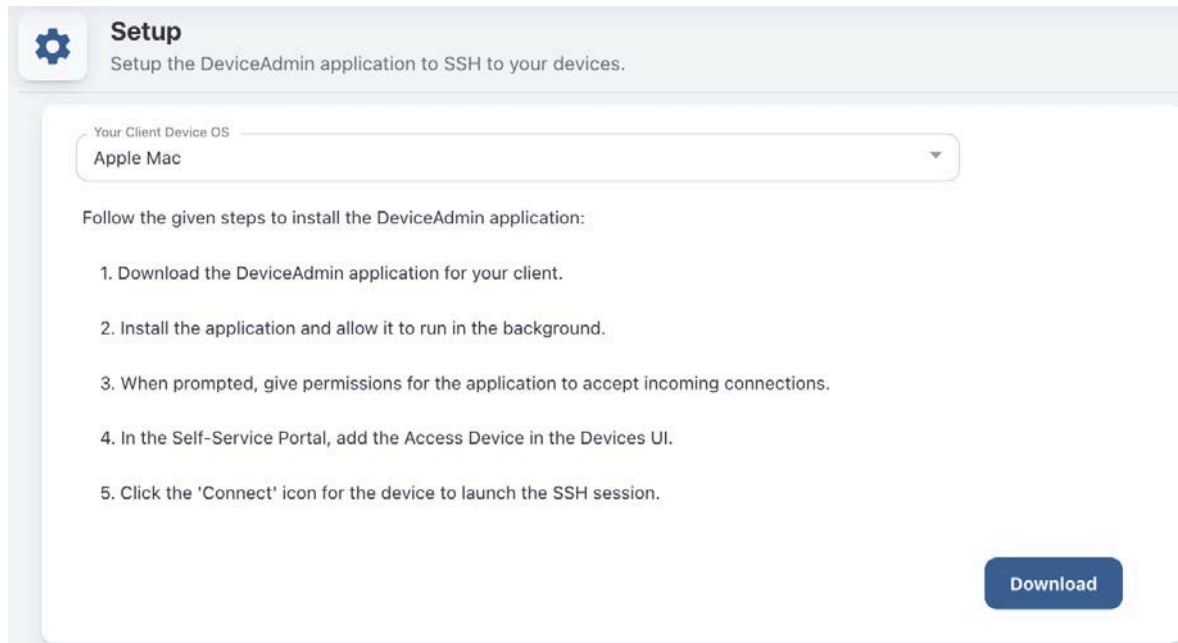 Setup
Setup the DeviceAdmin application to SSH to your devices.
Your Client Device OS
Apple Mac
Follow the given steps to install the DeviceAdmin application:
1. Download the DeviceAdmin application for your client.
2. Install the application and allow it to run in the background.
3. When prompted, give permissions for the application to accept incoming connections.
4. In the Self-Service Portal, add the Access Device in the Devices UI.
5. Click the 'Connect' icon for the device to launch the SSH session.
Download